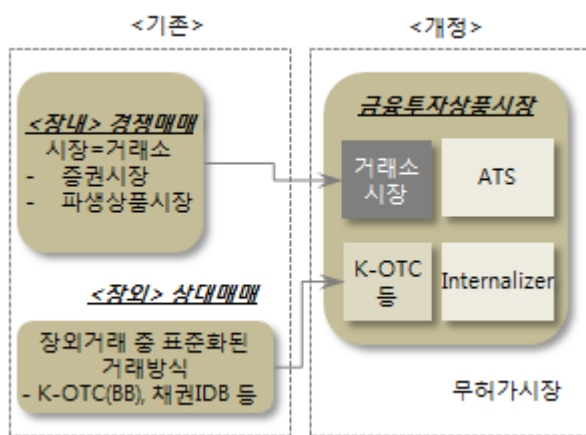 <기존>
<장내> 경쟁매매
시장=거래소
- 증권시장
- 파생상품시장
<장외> 상대매매
장외거래 중 표준화된
거래방식
- K-OTC(BB), 채권IDB 등
<개정>
금융투자상품시장
거래소
시장
ATS
K-OTC
등
Internalizer
무허가시장